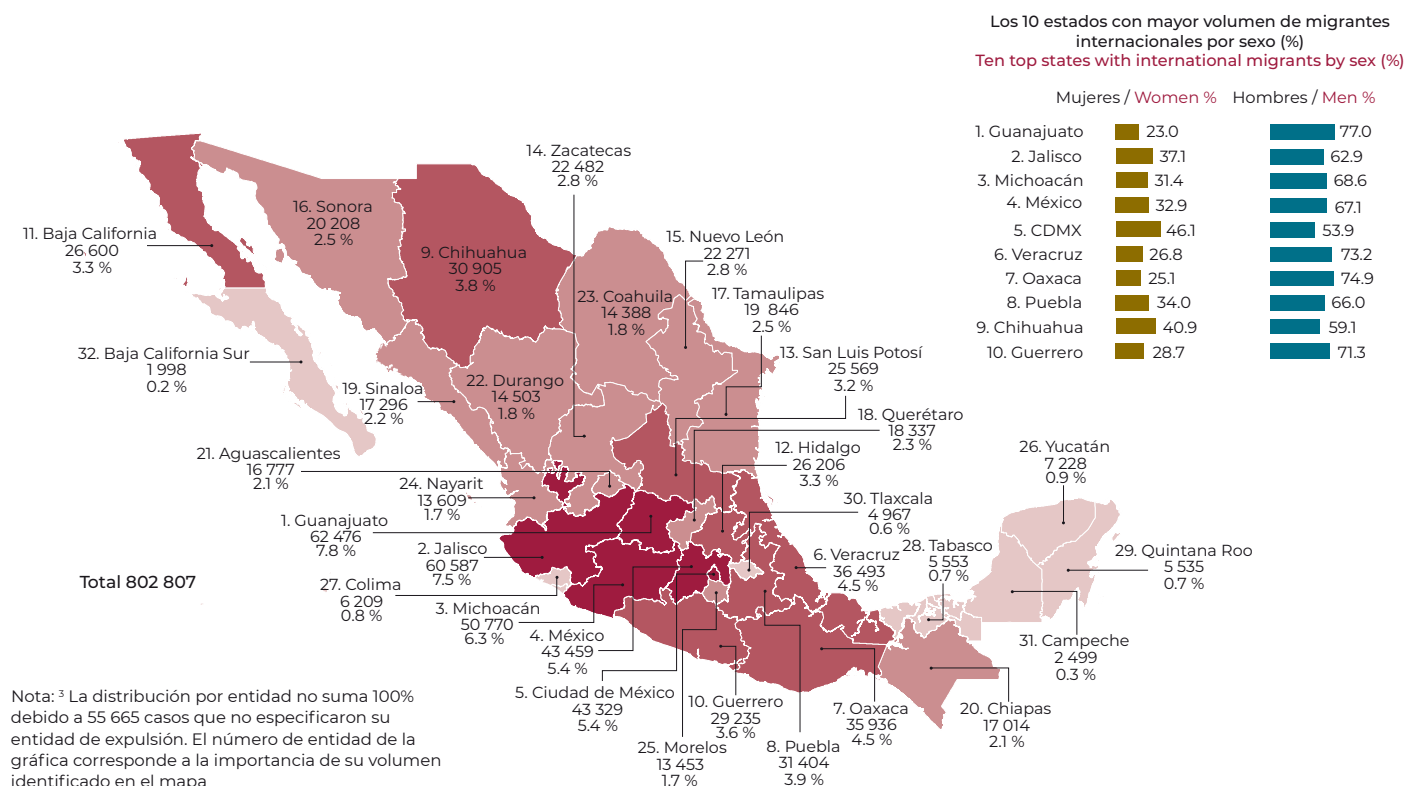 Los 10 estados con mayor volumen de migrantes
internacionales por sexo (%)
Ten top states with international migrants by sex (%)
Mujeres / Women % Hombres / Men %
1. Guanajuato 23.0 77.0
2. Jalisco 37.1 62.9
3. Michoacán 31.4 68.6
4. México 32.9 67.1
5. CDMX 46.1 53.9
6. Veracruz 26.8 73.2
7. Oaxaca 25.1 74.9
8. Puebla 34.0 66.0
9. Chihuahua 40.9 59.1
10. Guerrero 28.7 71.3
14. Zacatecas
22 482
2.8 %
16. Sonora
20 208
2.5 %
11. Baja California
26 600
3.3 %
9. Chihuahua
30 905
3.8 %
15. Nuevo León
22 271
2.8 %
23. Coahuila
14 388
1.8 %
17. Tamaulipas
19 846
2.5 %
32. Baja California Sur
1 998
0.2 %
13. San Luis Potosí
25 569
3.2 %
19. Sinaloa
17 296
2.2 %
22. Durango
14 503
1.8 %
18. Querétaro
18 337
2.3 %
21. Aguascalientes
16 777
2.1 %
12. Hidalgo
26 206
3.3 %
26. Yucatán
7 228
0.9 %
24. Nayarit
13 609
1.7 %
30. Tlaxcala
4 967
0.6 %
1. Guanajuato
62 476
7.8 %
2. Jalisco
60 587
7.5 %
6. Veracruz
36 493
4.5 %
28. Tabasco
5 553
0.7 %
29. Quintana Roo
5 535
0.7 %
Total 802 807
27. Colima
6 209
0.8 %
3. Michoacán
50 770
6.3 %
4. México
43 459
5.4 %
31. Campeche
2 499
0.3 %
5. Ciudad de México
43 329
5.4 %
10. Guerrero
29 235
3.6 %
7. Oaxaca
35 936
4.5 %
20. Chiapas
17 014
2.1 %
25. Morelos
13 453
1.7 %
8. Puebla
31 404
3.9 %
Nota: ³ La distribución por entidad no suma 100%
debido a 55 665 casos que no especificaron su
entidad de expulsión. El número de entidad de la
gráfica corresponde a la importancia de su volumen
identificado en el mapa